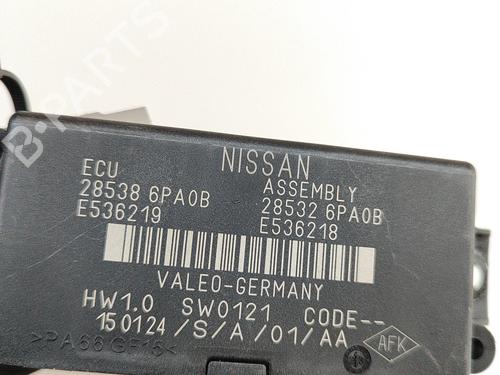 B-PARTS
ECU NISSAN
28538 6PA0B ASSEMBLY
E536219 28532 6PA0B
E536218
VALEO-GERMANY
HW1.0 SW0121 CODE--
150124/S/A/01/AA
>PA66 GF15<
AFK